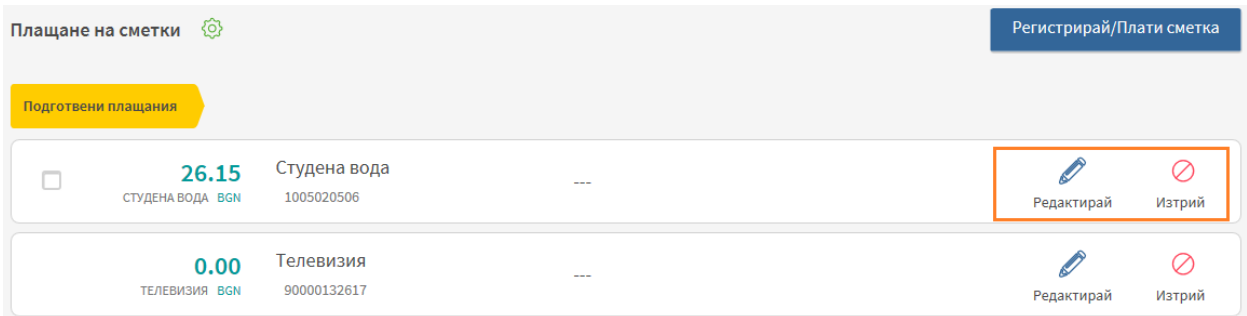 Плащане на сметки
Регистрирай/Плати сметка
Подготвени плащания
26.15 Студена вода ---
СТУДЕНА ВОДА BGN 1005020506 Редактирай Изтрий
0.00 Телевизия ---
ТЕЛЕВИЗИЯ BGN 90000132617 Редактирай Изтрий